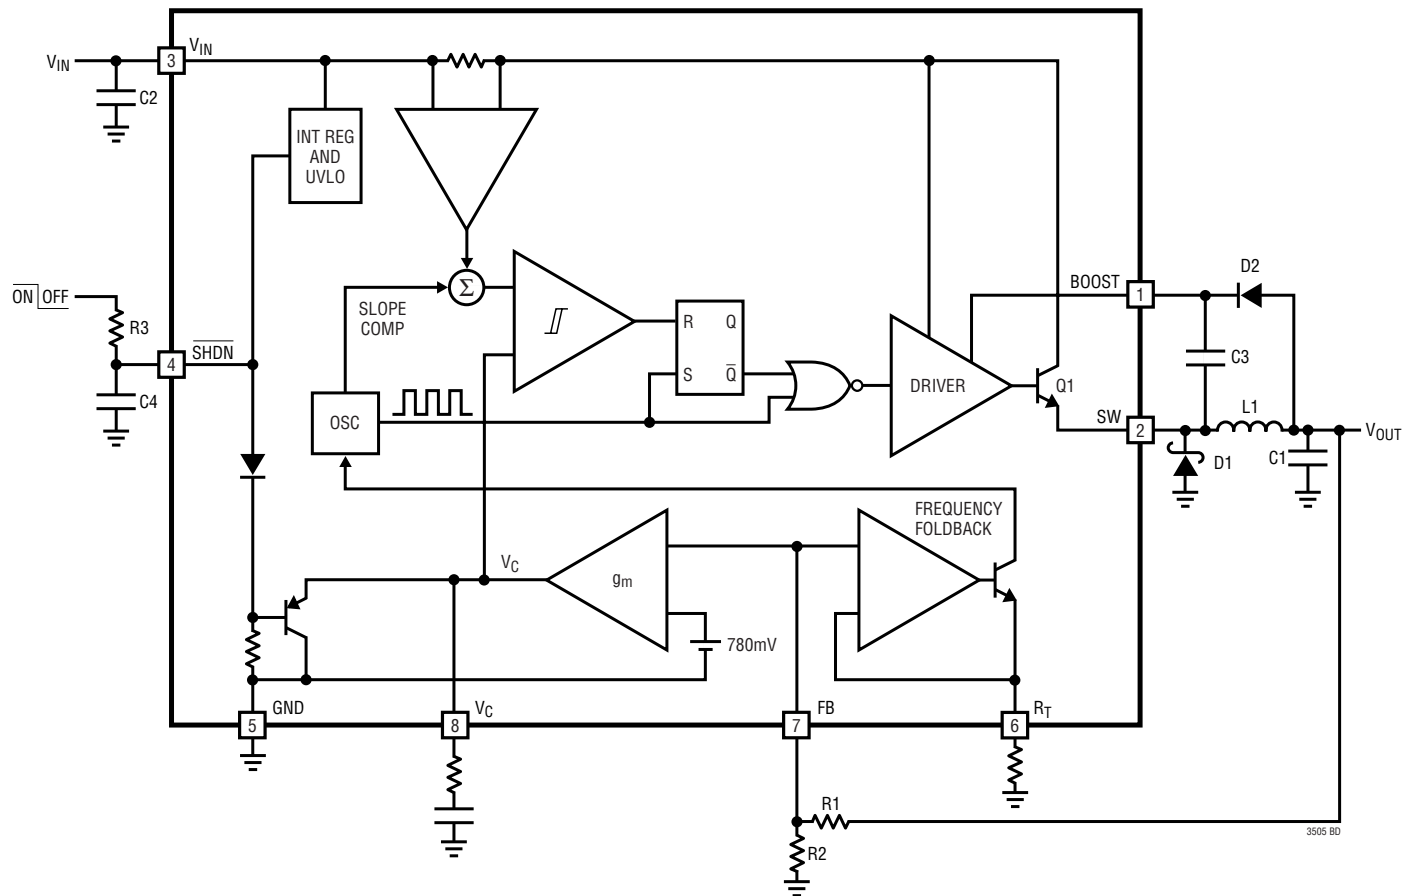 V_IN
3
V_IN
C2
INT REG
AND
UVLO
ON OFF
R3
4
SHDN
C4
SLOPE
COMP
Σ
R Q
S Q̅
OSC
DRIVER
Q1
BOOST
1
D2
C3
SW
2
L1
D1
C1
V_OUT
FREQUENCY
FOLDBACK
V_C
g_m
780mV
GND
5
V_C
8
FB
7
R_T
6
R1
R2
3505 BD